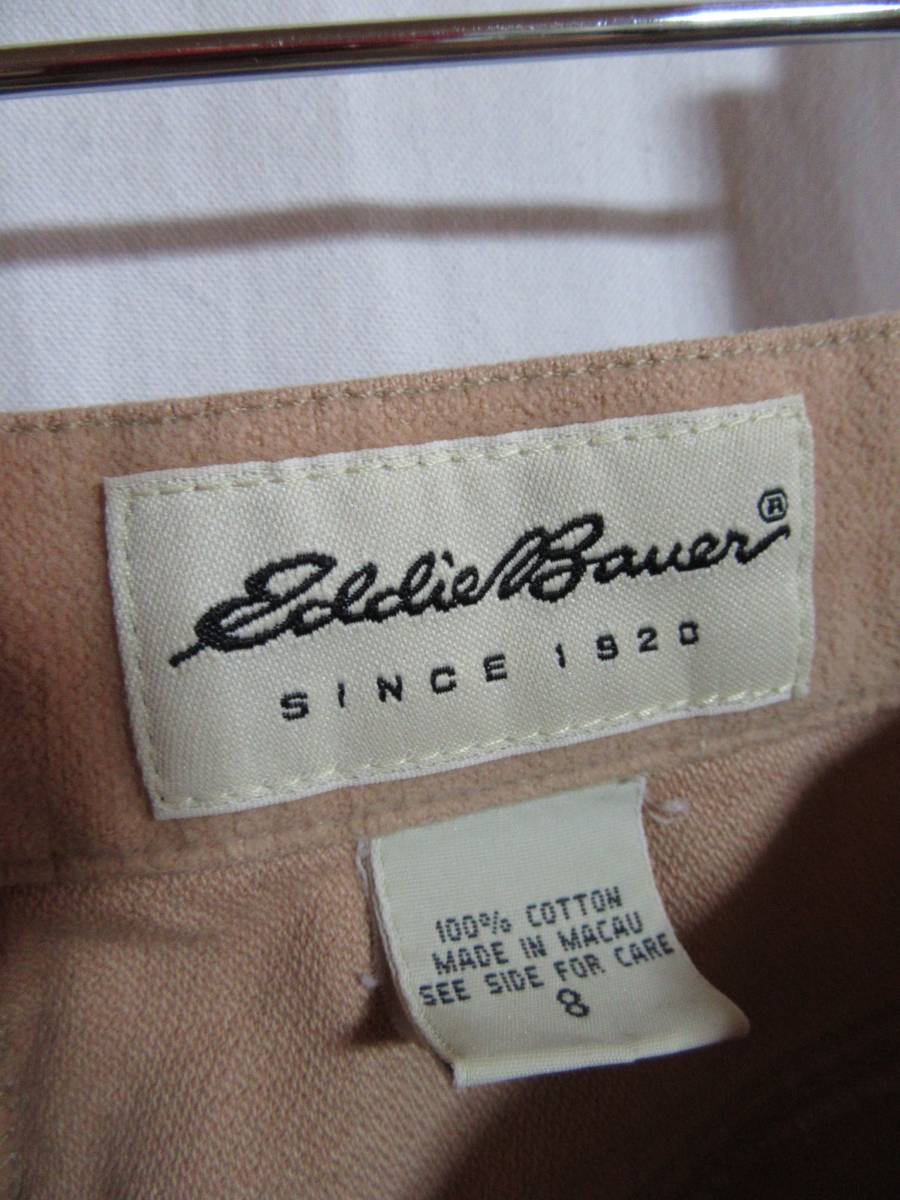 Eddie Bauer®
SINCE 1920
100% COTTON
MADE IN MACAU
SEE SIDE FOR CARE
8